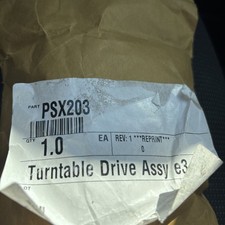 PART PSX203
QTY 1.0 EA REV: 1 ***REPRINT***
0
Turntable Drive Assy e3